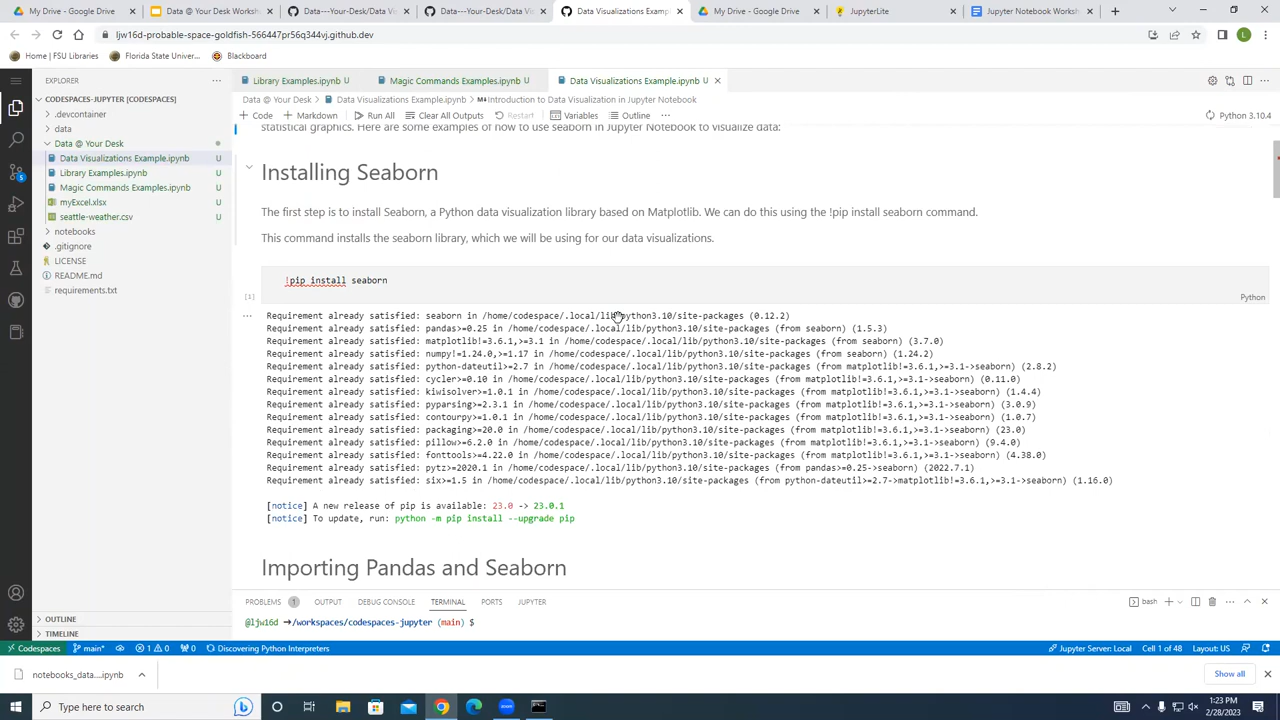 My Drive - Google Drive
Data @ Your Desk Workshops
Data---Your-Desk/Data
Data---Your-Desk/Data
Data Visualizations Exampl
My Drive - Google Drive
JupyterLite
Jupyter Notebook Worksh
ljw16d-probable-space-goldfish-566447pr56q344vj.github.dev
L
Home | FSU Libraries
Florida State Univer...
Blackboard
EXPLORER
CODESPACES-JUPYTER [CODESPACES]
.devcontainer
data
Data @ Your Desk
Data Visualizations Example.ipynb U
Library Examples.ipynb U
Magic Commands Examples.ipynb U
myExcel.xlsx U
seattle-weather.csv U
notebooks
.gitignore
LICENSE
README.md
requirements.txt
OUTLINE
TIMELINE
5
Library Examples.ipynb U
Magic Commands Examples.ipynb U
Data Visualizations Example.ipynb U
Data @ Your Desk > Data Visualizations Example.ipynb > Introduction to Data Visualization in Jupyter Notebook
+ Code + Markdown Run All Clear All Outputs Restart Variables Outline ...
Python 3.10.4
statistical graphics. Here are some examples of how to use seaborn in Jupyter Notebook to visualize data:
Installing Seaborn
The first step is to install Seaborn, a Python data visualization library based on Matplotlib. We can do this using the !pip install seaborn command.
This command installs the seaborn library, which we will be using for our data visualizations.
!pip install seaborn
[1]
Python
Requirement already satisfied: seaborn in /home/codespace/.local/lib/python3.10/site-packages (0.12.2)
Requirement already satisfied: pandas>=0.25 in /home/codespace/.local/lib/python3.10/site-packages (from seaborn) (1.5.3)
Requirement already satisfied: matplotlib!=3.6.1,>=3.1 in /home/codespace/.local/lib/python3.10/site-packages (from seaborn) (3.7.0)
Requirement already satisfied: numpy!=1.24.0,>=1.17 in /home/codespace/.local/lib/python3.10/site-packages (from seaborn) (1.24.2)
Requirement already satisfied: python-dateutil>=2.7 in /home/codespace/.local/lib/python3.10/site-packages (from matplotlib!=3.6.1,>=3.1->seaborn) (2.8.2)
Requirement already satisfied: cycler>=0.10 in /home/codespace/.local/lib/python3.10/site-packages (from matplotlib!=3.6.1,>=3.1->seaborn) (0.11.0)
Requirement already satisfied: kiwisolver>=1.0.1 in /home/codespace/.local/lib/python3.10/site-packages (from matplotlib!=3.6.1,>=3.1->seaborn) (1.4.4)
Requirement already satisfied: pyparsing>=2.3.1 in /home/codespace/.local/lib/python3.10/site-packages (from matplotlib!=3.6.1,>=3.1->seaborn) (3.0.9)
Requirement already satisfied: contourpy>=1.0.1 in /home/codespace/.local/lib/python3.10/site-packages (from matplotlib!=3.6.1,>=3.1->seaborn) (1.0.7)
Requirement already satisfied: packaging>=20.0 in /home/codespace/.local/lib/python3.10/site-packages (from matplotlib!=3.6.1,>=3.1->seaborn) (23.0)
Requirement already satisfied: pillow>=6.2.0 in /home/codespace/.local/lib/python3.10/site-packages (from matplotlib!=3.6.1,>=3.1->seaborn) (9.4.0)
Requirement already satisfied: fonttools>=4.22.0 in /home/codespace/.local/lib/python3.10/site-packages (from matplotlib!=3.6.1,>=3.1->seaborn) (4.38.0)
Requirement already satisfied: pytz>=2020.1 in /home/codespace/.local/lib/python3.10/site-packages (from pandas>=0.25->seaborn) (2022.7.1)
Requirement already satisfied: six>=1.5 in /home/codespace/.local/lib/python3.10/site-packages (from python-dateutil>=2.7->matplotlib!=3.6.1,>=3.1->seaborn) (1.16.0)
[notice] A new release of pip is available: 23.0 -> 23.0.1
[notice] To update, run: python -m pip install --upgrade pip
Importing Pandas and Seaborn
PROBLEMS 1 OUTPUT DEBUG CONSOLE TERMINAL PORTS JUPYTER
bash
@ljw16d ➜/workspaces/codespaces-jupyter (main) $
Codespaces main* 1 0 0 Discovering Python Interpreters
Jupyter Server: Local Cell 1 of 48 Layout: US
notebooks_data....ipynb
Show all
Type here to search
1:23 PM
2/28/2023